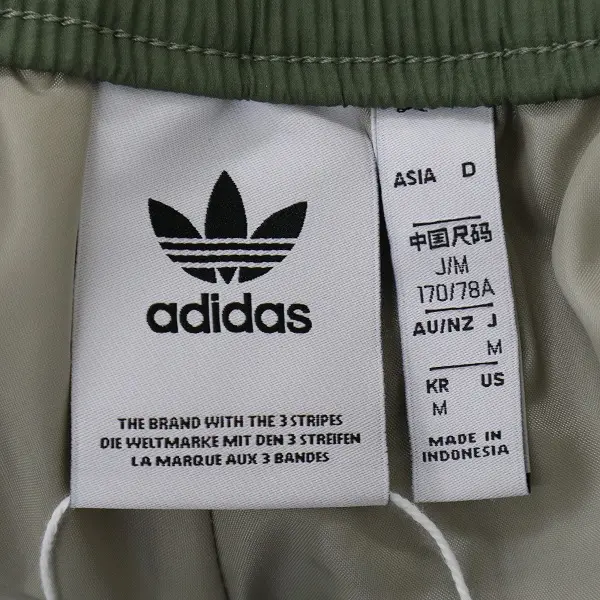 adidas
THE BRAND WITH THE 3 STRIPES
DIE WELTMARKE MIT DEN 3 STREIFEN
LA MARQUE AUX 3 BANDES
ASIA D
中国尺码
J/M
170/78A
AU/NZ J
M
KR US
M
MADE IN
INDONESIA